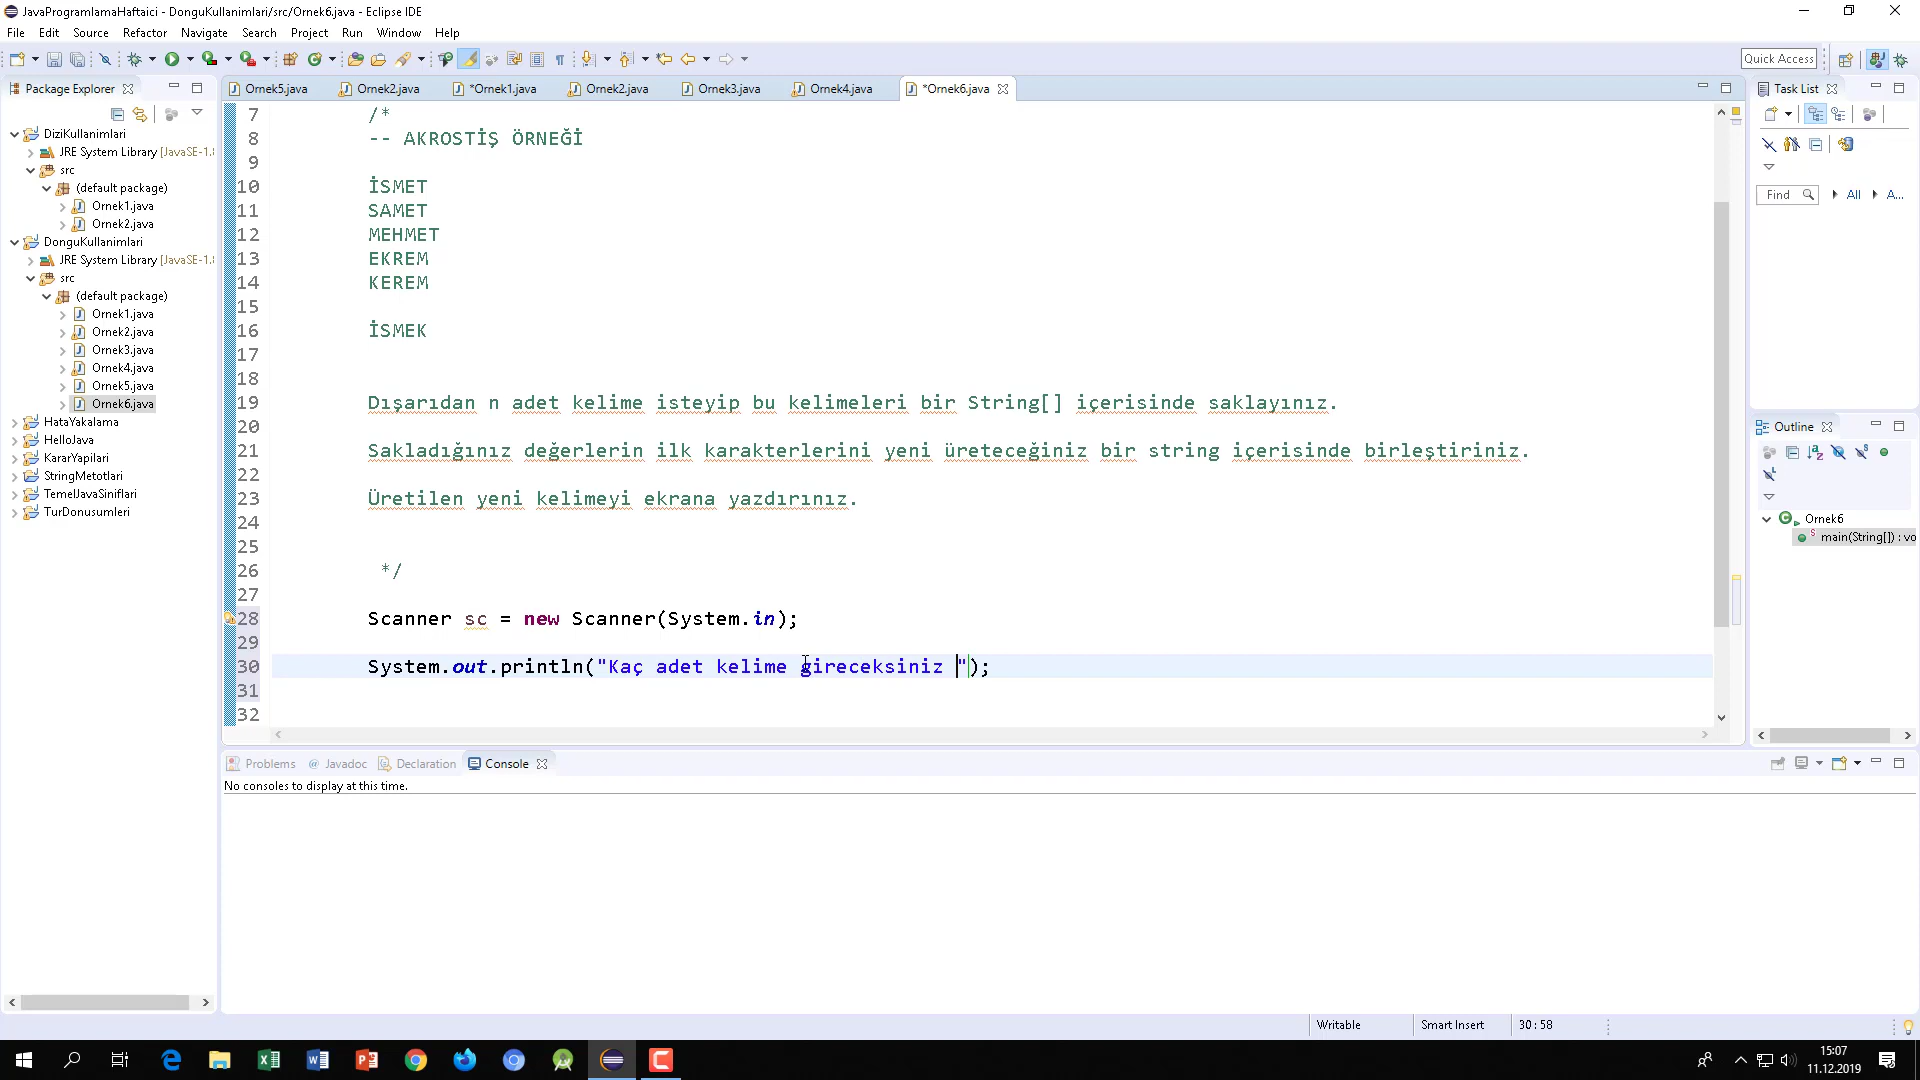 JavaProgramlamaHaftaici - DonguKullanimlari/src/Ornek6.java - Eclipse IDE
File Edit Source Refactor Navigate Search Project Run Window Help
Quick Access
Package Explorer
DiziKullanimlari
JRE System Library [JavaSE-1.8
src
(default package)
Ornek1.java
Ornek2.java
DonguKullanimlari
JRE System Library [JavaSE-1.8
src
(default package)
Ornek1.java
Ornek2.java
Ornek3.java
Ornek4.java
Ornek5.java
Ornek6.java
HataYakalama
HelloJava
KararYapilari
StringMetotlari
TemelJavaSiniflari
TurDonusumleri
Ornek5.java Ornek2.java *Ornek1.java Ornek2.java Ornek3.java Ornek4.java *Ornek6.java
7 /*
8 -- AKROSTİŞ ÖRNEĞİ
9
10 İSMET
11 SAMET
12 MEHMET
13 EKREM
14 KEREM
15
16 İSMEK
17
18
19 Dışarıdan n adet kelime isteyip bu kelimeleri bir String[] içerisinde saklayınız.
20
21 Sakladığınız değerlerin ilk karakterlerini yeni üreteceğiniz bir string içerisinde birleştiriniz.
22
23 Üretilen yeni kelimeyi ekrana yazdırınız.
24
25
26 */
27
28 Scanner sc = new Scanner(System.in);
29
30 System.out.println("Kaç adet kelime gireceksiniz ");
31
32
Task List
Find All A...
Outline
Ornek6
main(String[]) : vo
Problems Javadoc Declaration Console
No consoles to display at this time.
Writable Smart Insert 30 : 58
15:07
11.12.2019